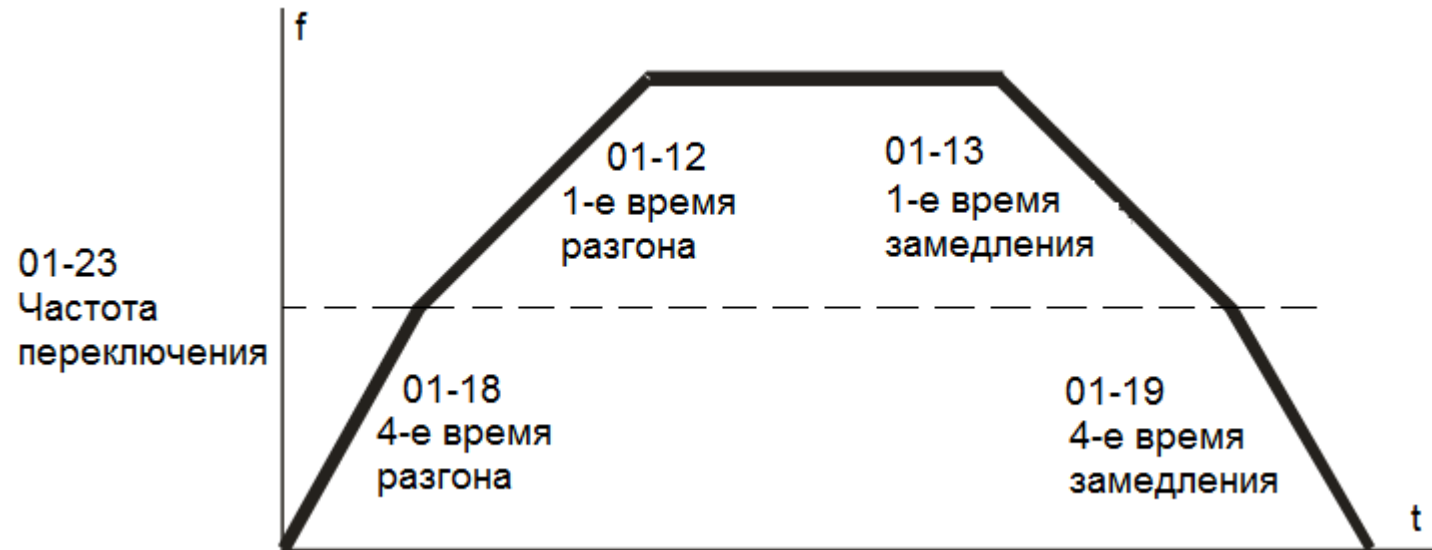 f
01-12
1-е время
разгона
01-13
1-е время
замедления
01-23
Частота
переключения
01-18
4-е время
разгона
01-19
4-е время
замедления
t